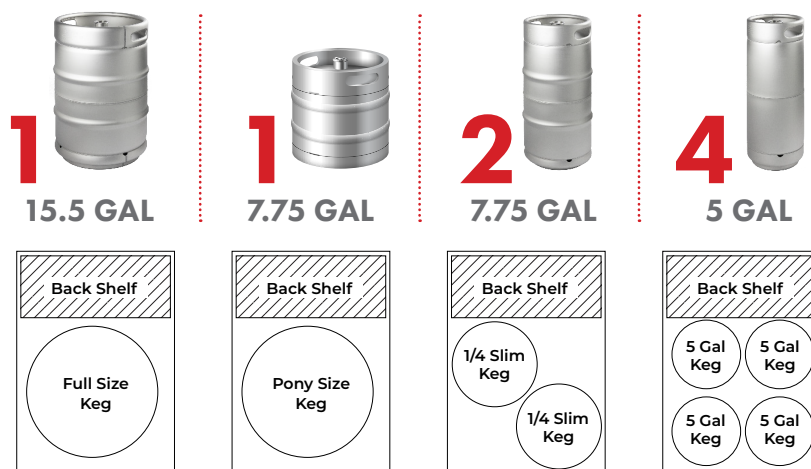 1
15.5 GAL
1
7.75 GAL
2
7.75 GAL
4
5 GAL
Back Shelf
Full Size
Keg
Back Shelf
Pony Size
Keg
Back Shelf
1/4 Slim
Keg
1/4 Slim
Keg
Back Shelf
5 Gal
Keg
5 Gal
Keg
5 Gal
Keg
5 Gal
Keg